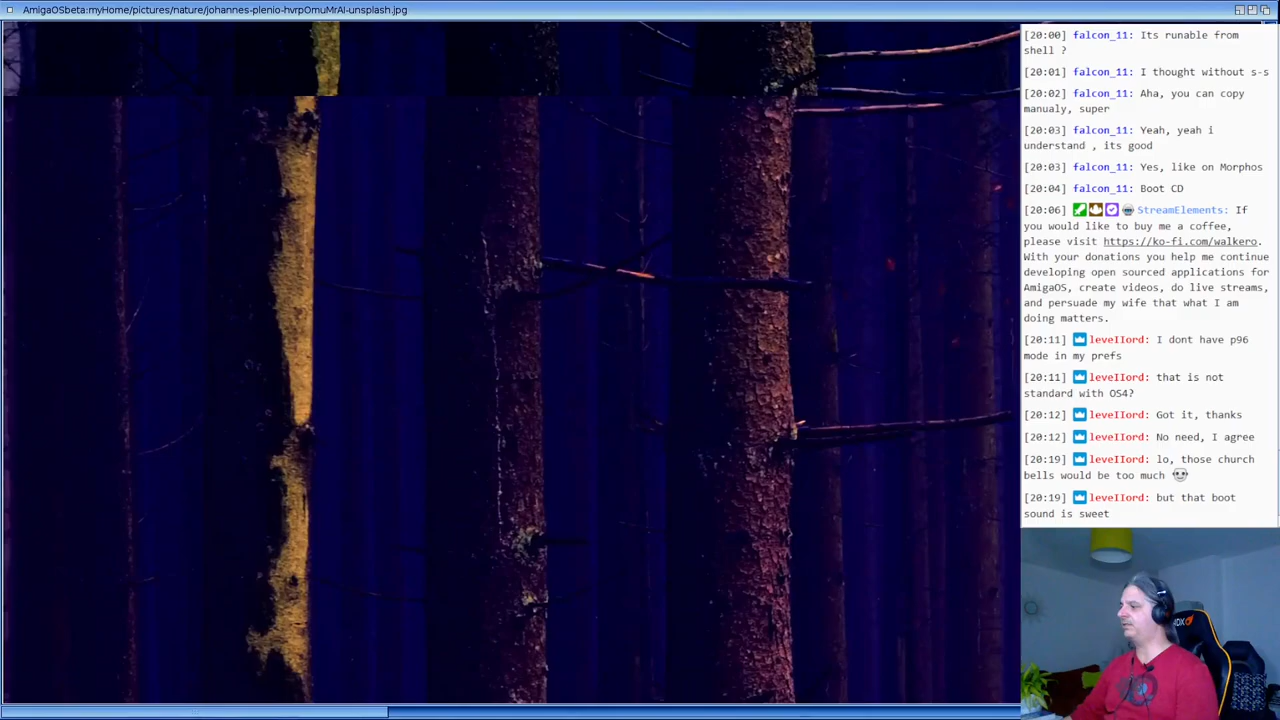 AmigaOSbeta:myHome/pictures/nature/johannes-plenio-hvrpOmuMrAI-unsplash.jpg
[20:00] falcon_11: Its runable from
shell ?
[20:01] falcon_11: I thought without s-s
[20:02] falcon_11: Aha, you can copy
manualy, super
[20:03] falcon_11: Yeah, yeah i
understand , its good
[20:03] falcon_11: Yes, like on Morphos
[20:04] falcon_11: Boot CD
[20:06] StreamElements: If
you would like to buy me a coffee,
please visit https://ko-fi.com/walkero.
With your donations you help me continue
developing open sourced applications for
AmigaOS, create videos, do live streams,
and persuade my wife that what I am
doing matters.
[20:11] levellord: I dont have p96
mode in my prefs
[20:11] levellord: that is not
standard with OS4?
[20:12] levellord: Got it, thanks
[20:12] levellord: No need, I agree
[20:19] levellord: lo, those church
bells would be too much
[20:19] levellord: but that boot
sound is sweet